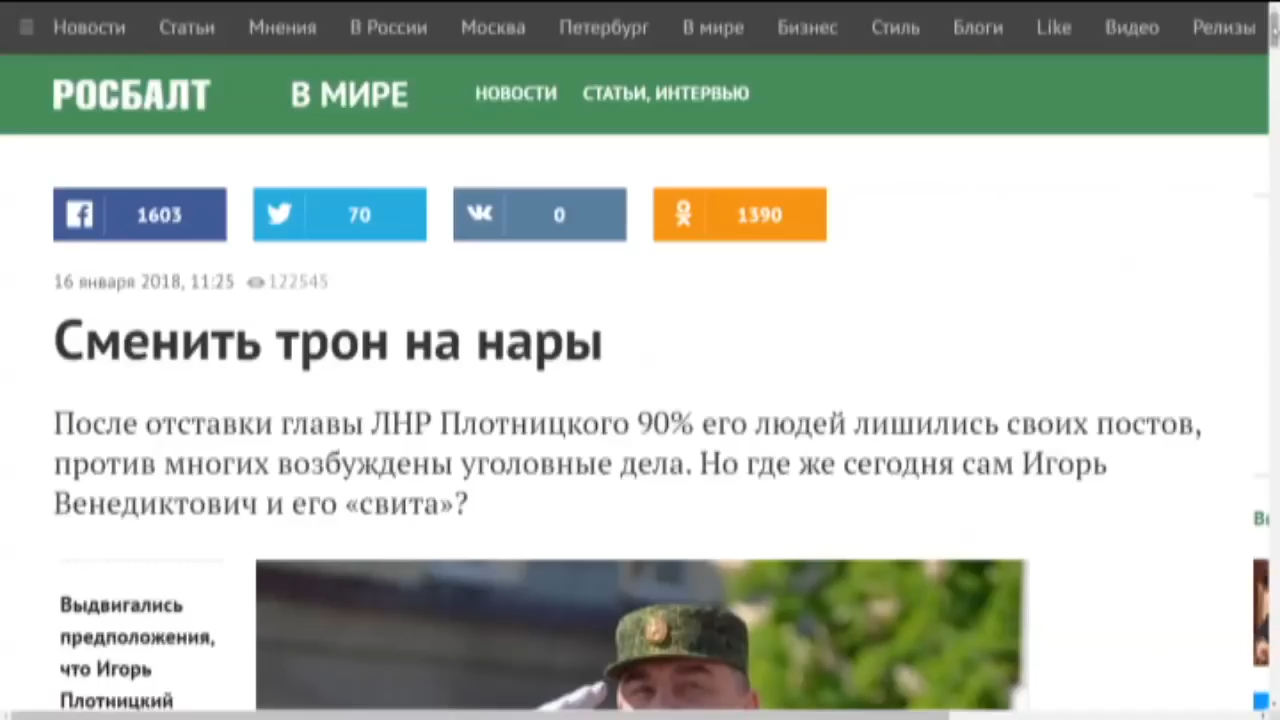 Новости Статьи Мнения В России Москва Петербург В мире Бизнес Стиль Блоги Like Видео Релизы
РОСБАЛТ В МИРЕ НОВОСТИ СТАТЬИ, ИНТЕРВЬЮ
1603 70 0 1390
16 января 2018, 11:25 122545
Сменить трон на нары
После отставки главы ЛНР Плотницкого 90% его людей лишились своих постов,
против многих возбуждены уголовные дела. Но где же сегодня сам Игорь
Венедиктович и его «свита»?
Выдвигались
предположения,
что Игорь
Плотницкий